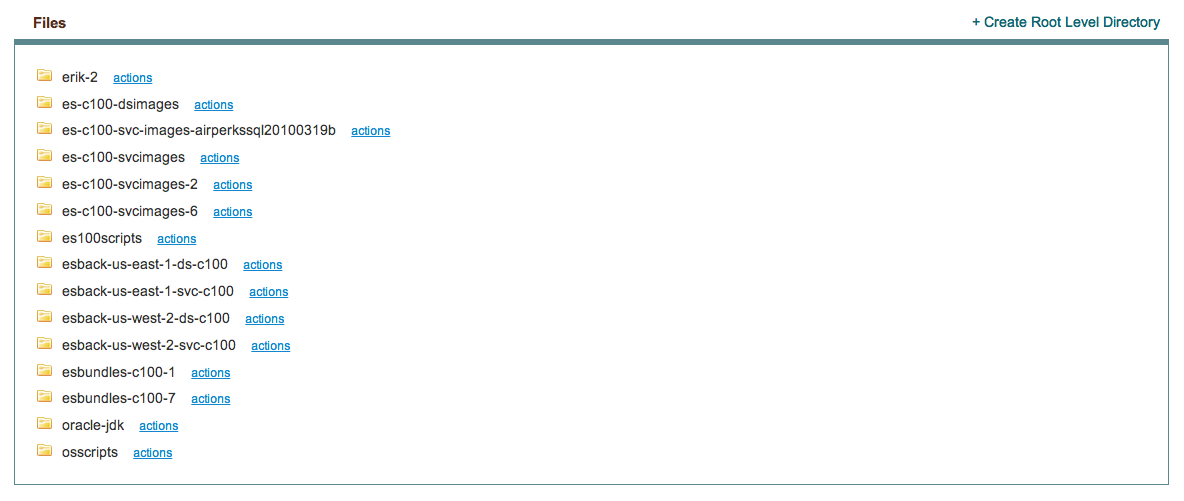 Files + Create Root Level Directory
erik-2 actions
es-c100-dsimages actions
es-c100-svc-images-airperkssql20100319b actions
es-c100-svcimages actions
es-c100-svcimages-2 actions
es-c100-svcimages-6 actions
es100scripts actions
esback-us-east-1-ds-c100 actions
esback-us-east-1-svc-c100 actions
esback-us-west-2-ds-c100 actions
esback-us-west-2-svc-c100 actions
esbundles-c100-1 actions
esbundles-c100-7 actions
oracle-jdk actions
osscripts actions